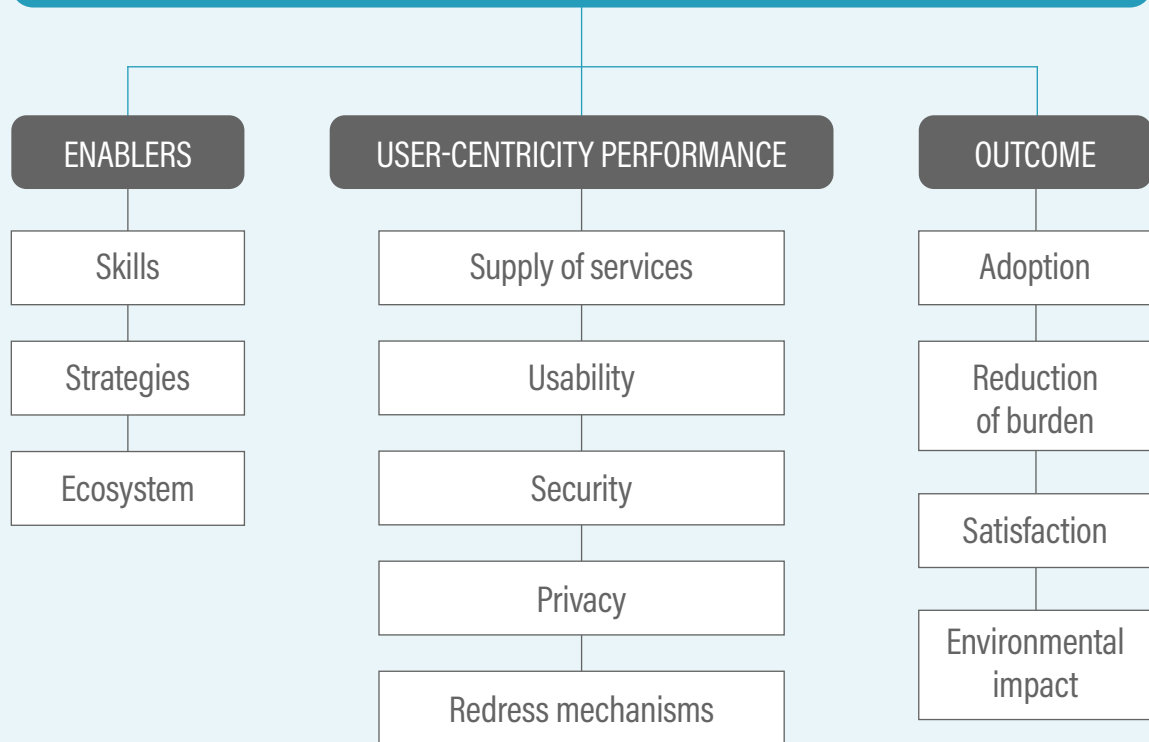 ENABLERS
Skills
Strategies
Ecosystem
USER-CENTRICITY PERFORMANCE
Supply of services
Usability
Security
Privacy
Redress mechanisms
OUTCOME
Adoption
Reduction
of burden
Satisfaction
Environmental
impact